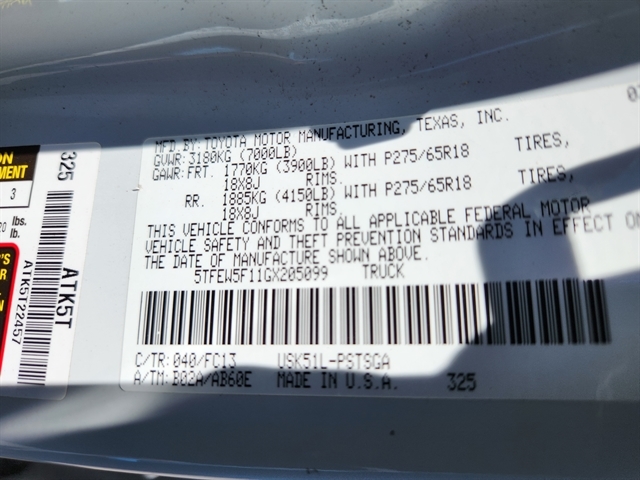 MFD.BY:TOYOTA MOTOR MANUFACTURING, TEXAS, INC.
GVWR:3180KG (7000LB)
GAWR:FRT. 1770KG (3900LB) WITH P275/65R18 TIRES,
18X8J RIMS,
RR. 1885KG (4150LB) WITH P275/65R18 TIRES,
18X8J RIMS.
THIS VEHICLE CONFORMS TO ALL APPLICABLE FEDERAL MOTOR
VEHICLE SAFETY AND THEFT PREVENTION STANDARDS IN EFFECT ON
THE DATE OF MANUFACTURE SHOWN ABOVE.
5TFEW5F11GX205099 TRUCK
C/TR:040/FC13 USK51L-PSTSGA
A/TM:B02A/AB60E MADE IN U.S.A. 325
325
ATK5T
ATK5T22457
3
lbs.
lb.